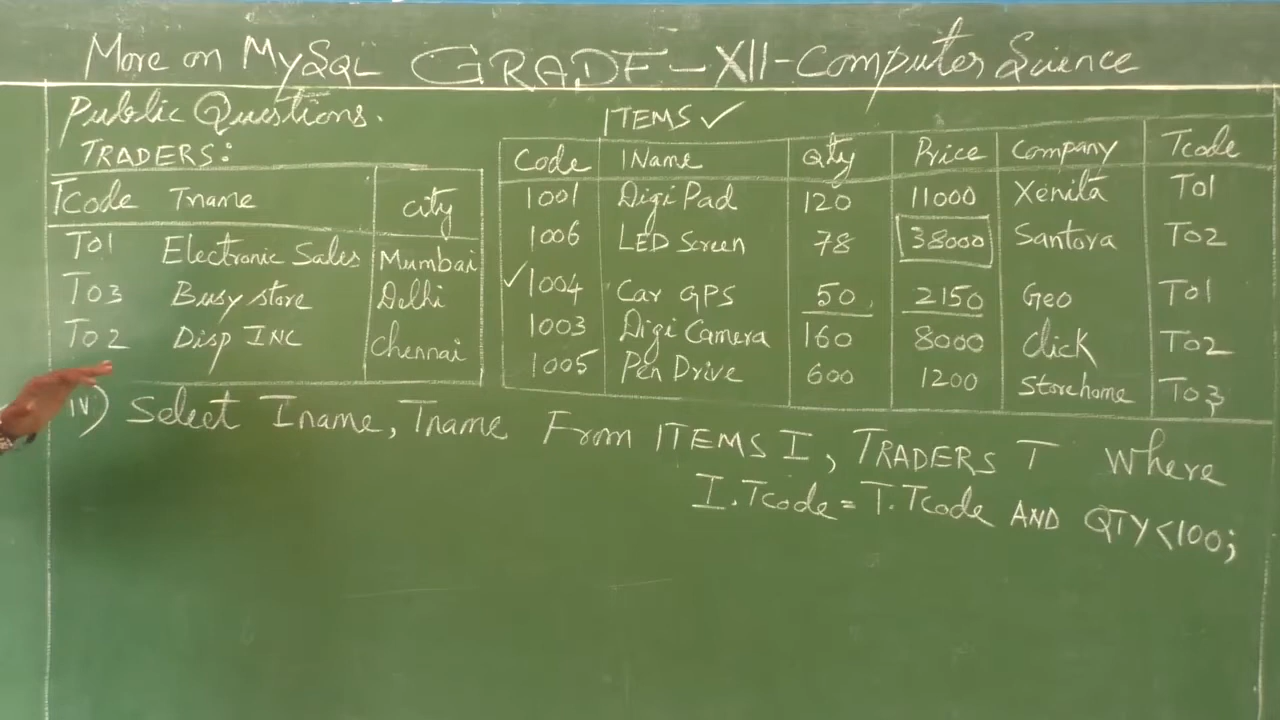 More on MySQL GRADE-XII-Computer Science
Public Questions.
TRADERS:
Tcode Tname city
T01 Electronic Sales Mumbai
T03 Busy store Delhi
T02 Disp INC Chennai
ITEMS ✓
Code IName Qty Price Company Tcode
1001 Digi Pad 120 11000 Xenita T01
1006 LED Screen 78 38000 Santora T02
✓1004 Car GPS 50 2150 Geo T01
1003 Digi Camera 160 8000 Click T02
1005 Pen Drive 600 1200 Storehome T03
iv) Select Iname, Tname From ITEMS I, TRADERS T where
I.Tcode = T.Tcode AND QTY<100;